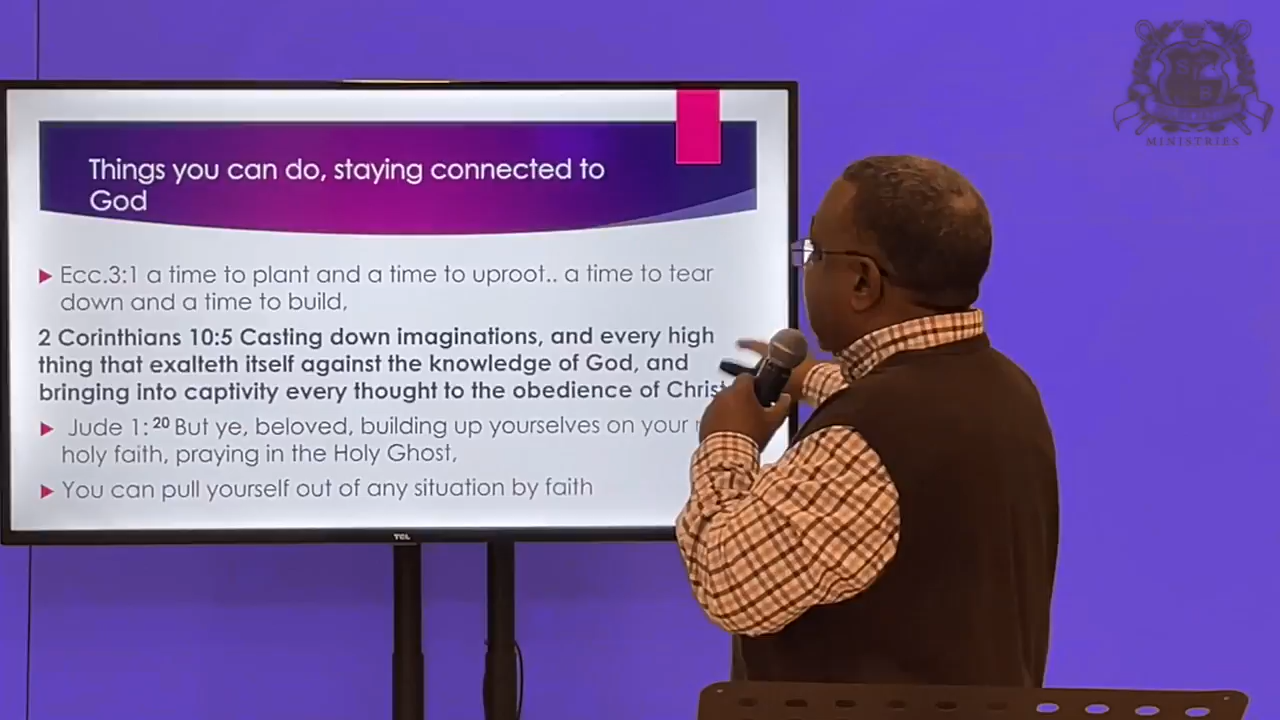 Things you can do, staying connected to
God
Ecc.3:1 a time to plant and a time to uproot.. a time to tear
down and a time to build,
2 Corinthians 10:5 Casting down imaginations, and every high
thing that exalteth itself against the knowledge of God, and
bringing into captivity every thought to the obedience of Christ
Jude 1: 20 But ye, beloved, building up yourselves on your
holy faith, praying in the Holy Ghost,
You can pull yourself out of any situation by faith
TCL
MINISTRIES